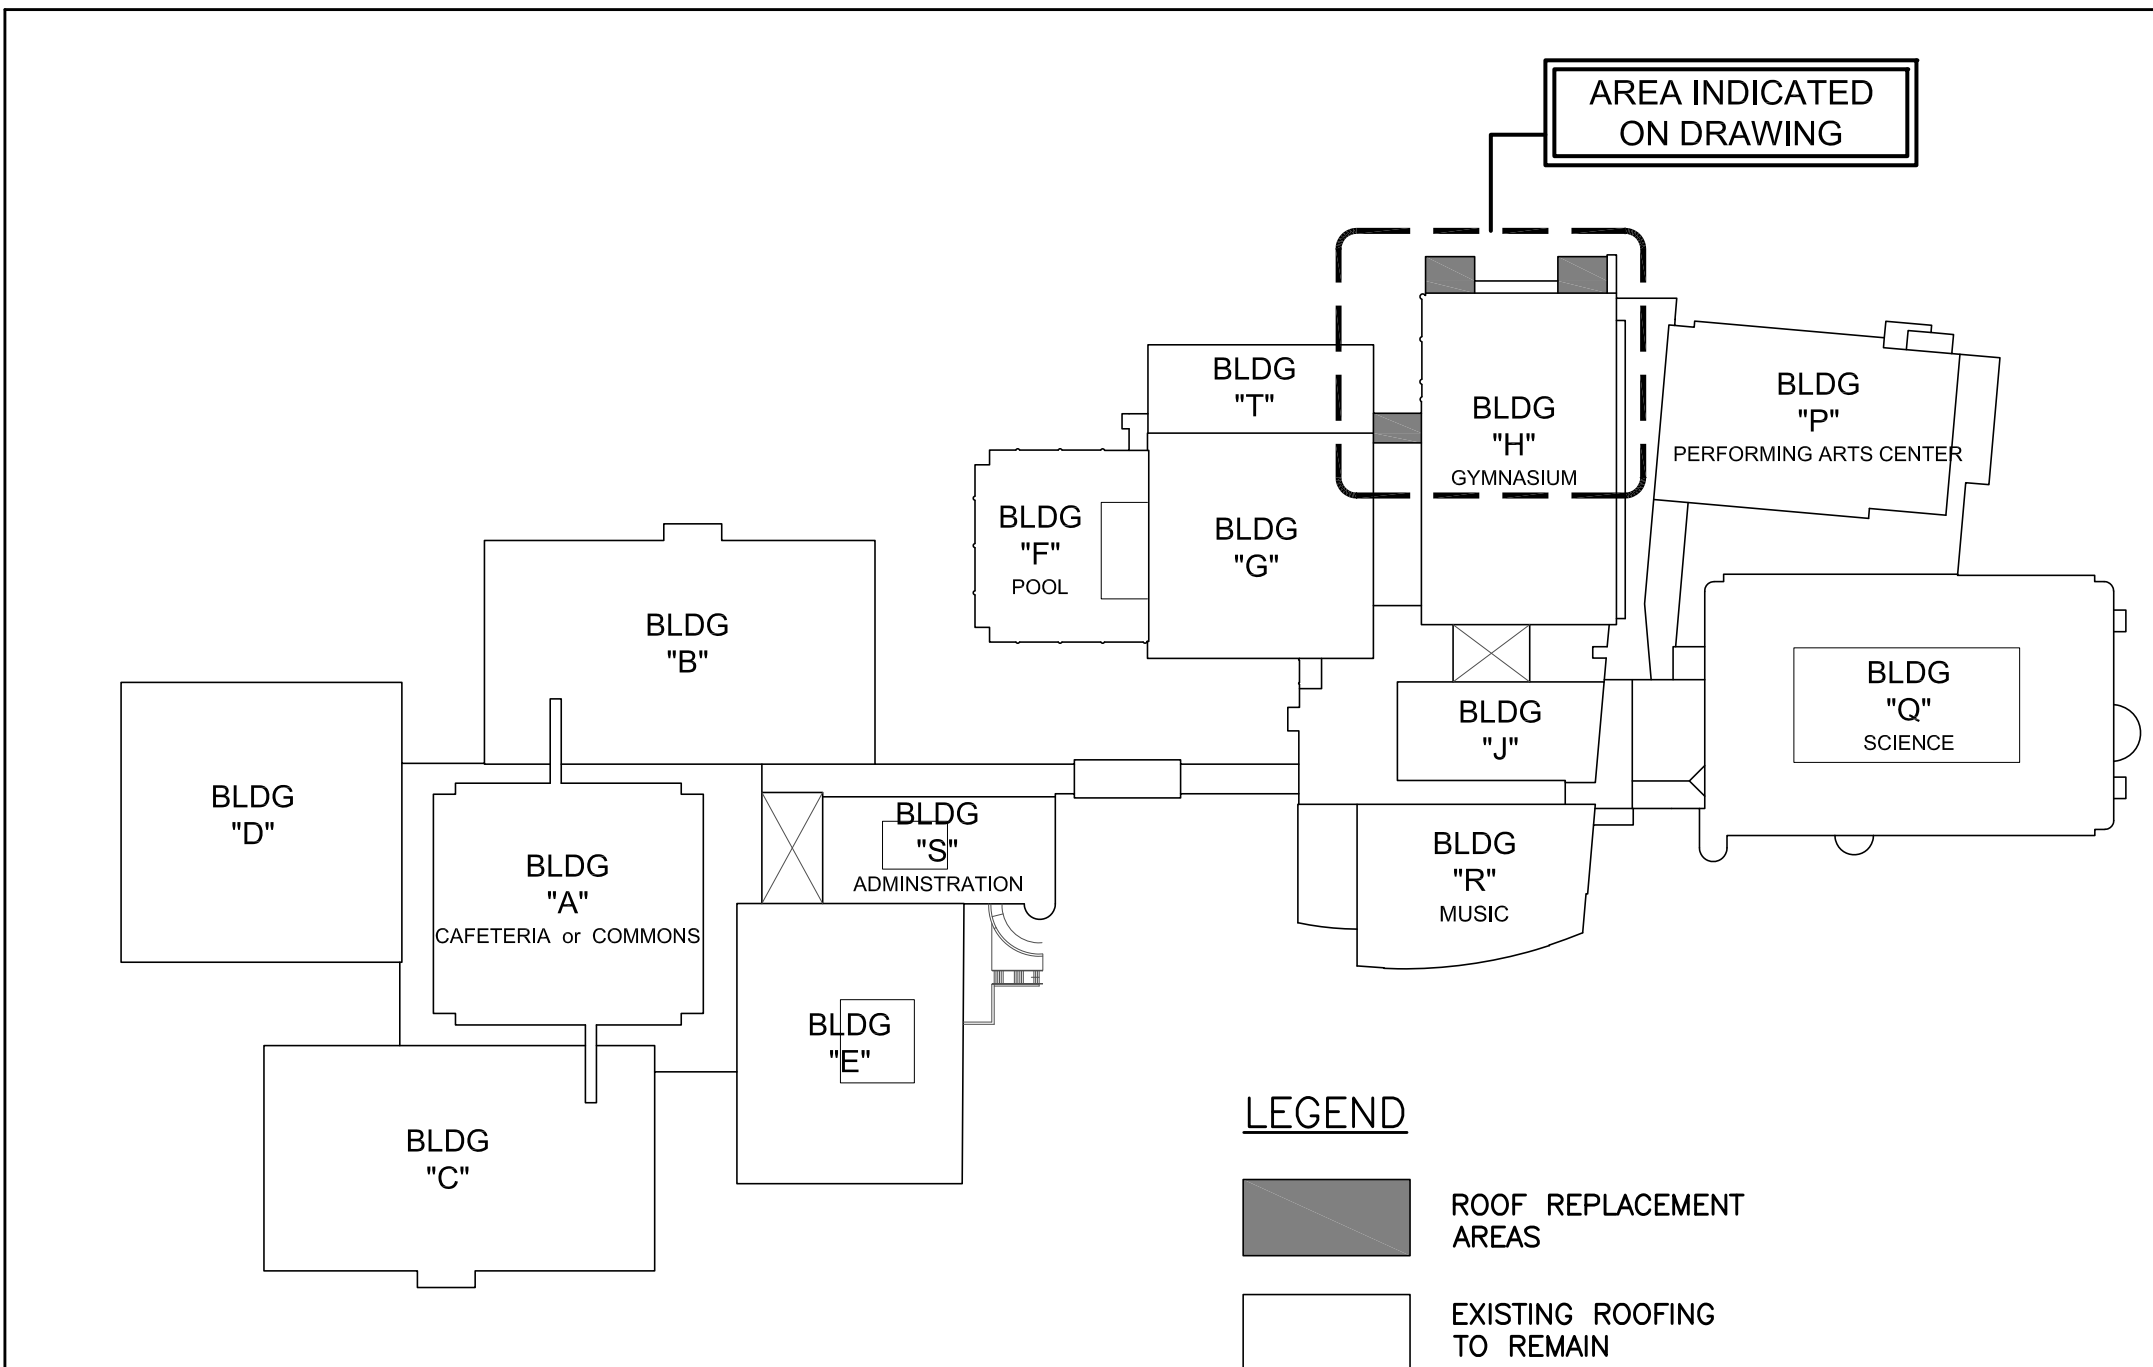 AREA INDICATED
ON DRAWING
BLDG
"T"
BLDG
"H"
GYMNASIUM
BLDG
"P"
PERFORMING ARTS CENTER
BLDG
"F"
POOL
BLDG
"G"
BLDG
"B"
BLDG
"J"
BLDG
"Q"
SCIENCE
BLDG
"D"
BLDG
"A"
CAFETERIA or COMMONS
BLDG
"S"
ADMINSTRATION
BLDG
"R"
MUSIC
BLDG
"E"
BLDG
"C"
LEGEND
ROOF REPLACEMENT
AREAS
EXISTING ROOFING
TO REMAIN